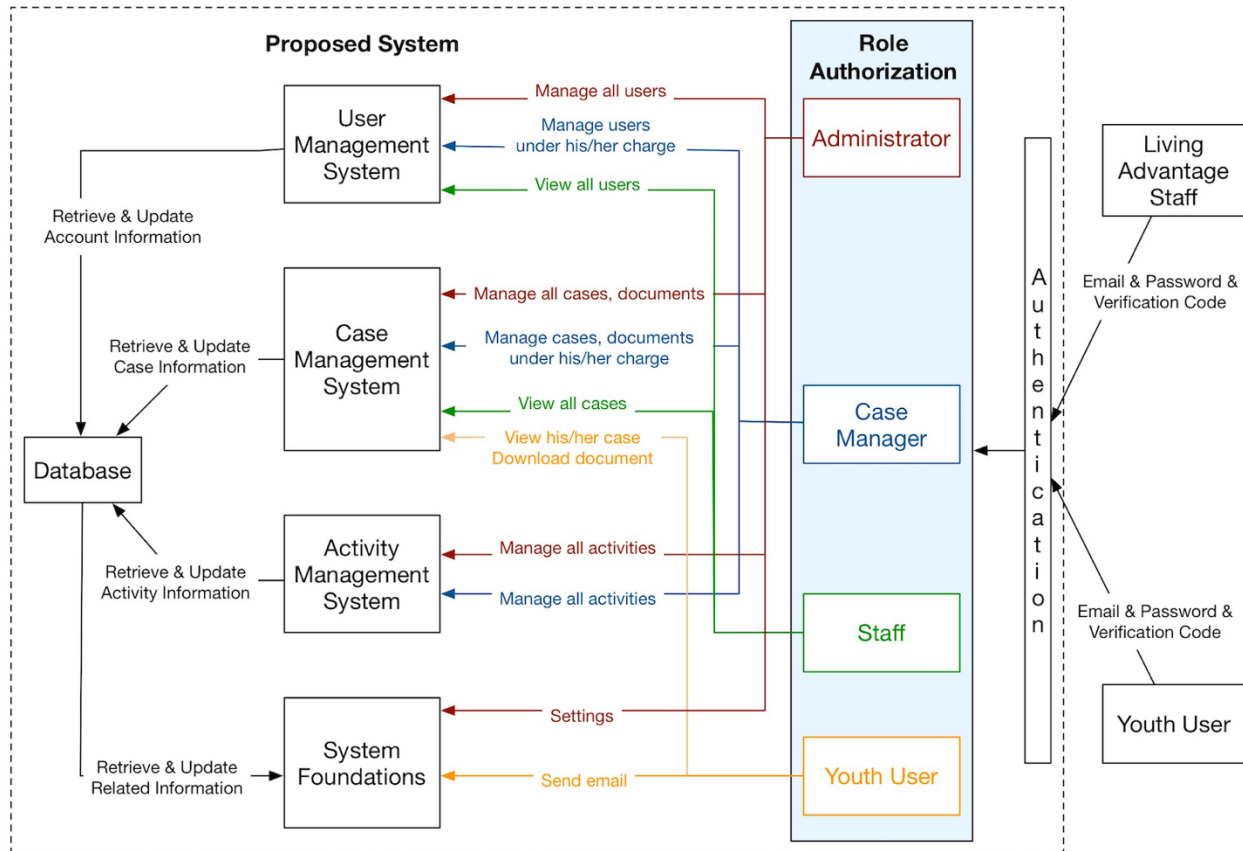 Proposed System
Role
Authorization
User
Management
System
Manage all users
Manage users
under his/her charge
View all users
Administrator
Living
Advantage
Staff
Retrieve & Update
Account Information
Email & Password &
Verification Code
Case
Management
System
Manage all cases, documents
Manage cases, documents
under his/her charge
View all cases
View his/her case
Download document
Retrieve & Update
Case Information
Case
Manager
Authentication
Database
Activity
Management
System
Manage all activities
Manage all activities
Retrieve & Update
Activity Information
Staff
Email & Password &
Verification Code
System
Foundations
Settings
Send email
Retrieve & Update
Related Information
Youth User
Youth User